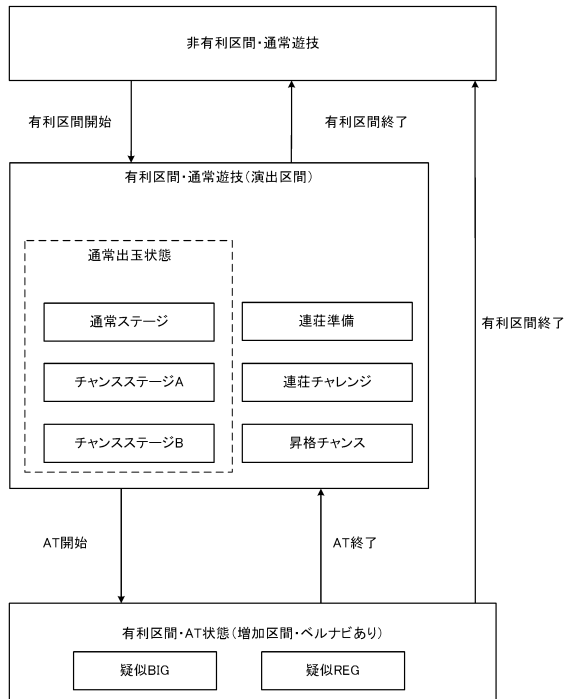 非有利区間・通常遊技
有利区間開始
有利区間終了
有利区間・通常遊技(演出区間)
通常出玉状態
通常ステージ
連荘準備
有利区間終了
チャンスステージA
連荘チャレンジ
チャンスステージB
昇格チャンス
AT開始
AT終了
有利区間・AT状態(増加区間・ベルナビあり)
疑似BIG
疑似REG